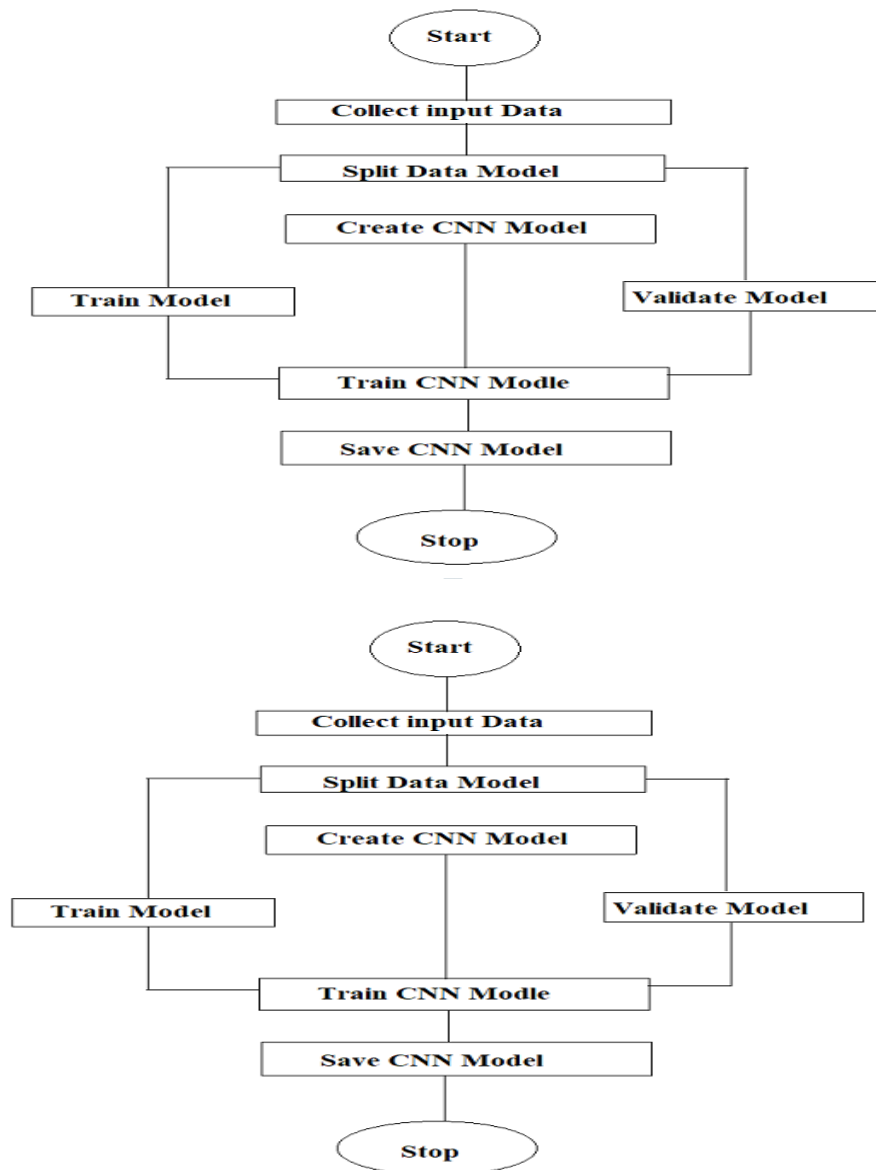 Start
Collect input Data
Split Data Model
Create CNN Model
Train Model
Validate Model
Train CNN Modle
Save CNN Model
Stop
Start
Collect input Data
Split Data Model
Create CNN Model
Train Model
Validate Model
Train CNN Modle
Save CNN Model
Stop